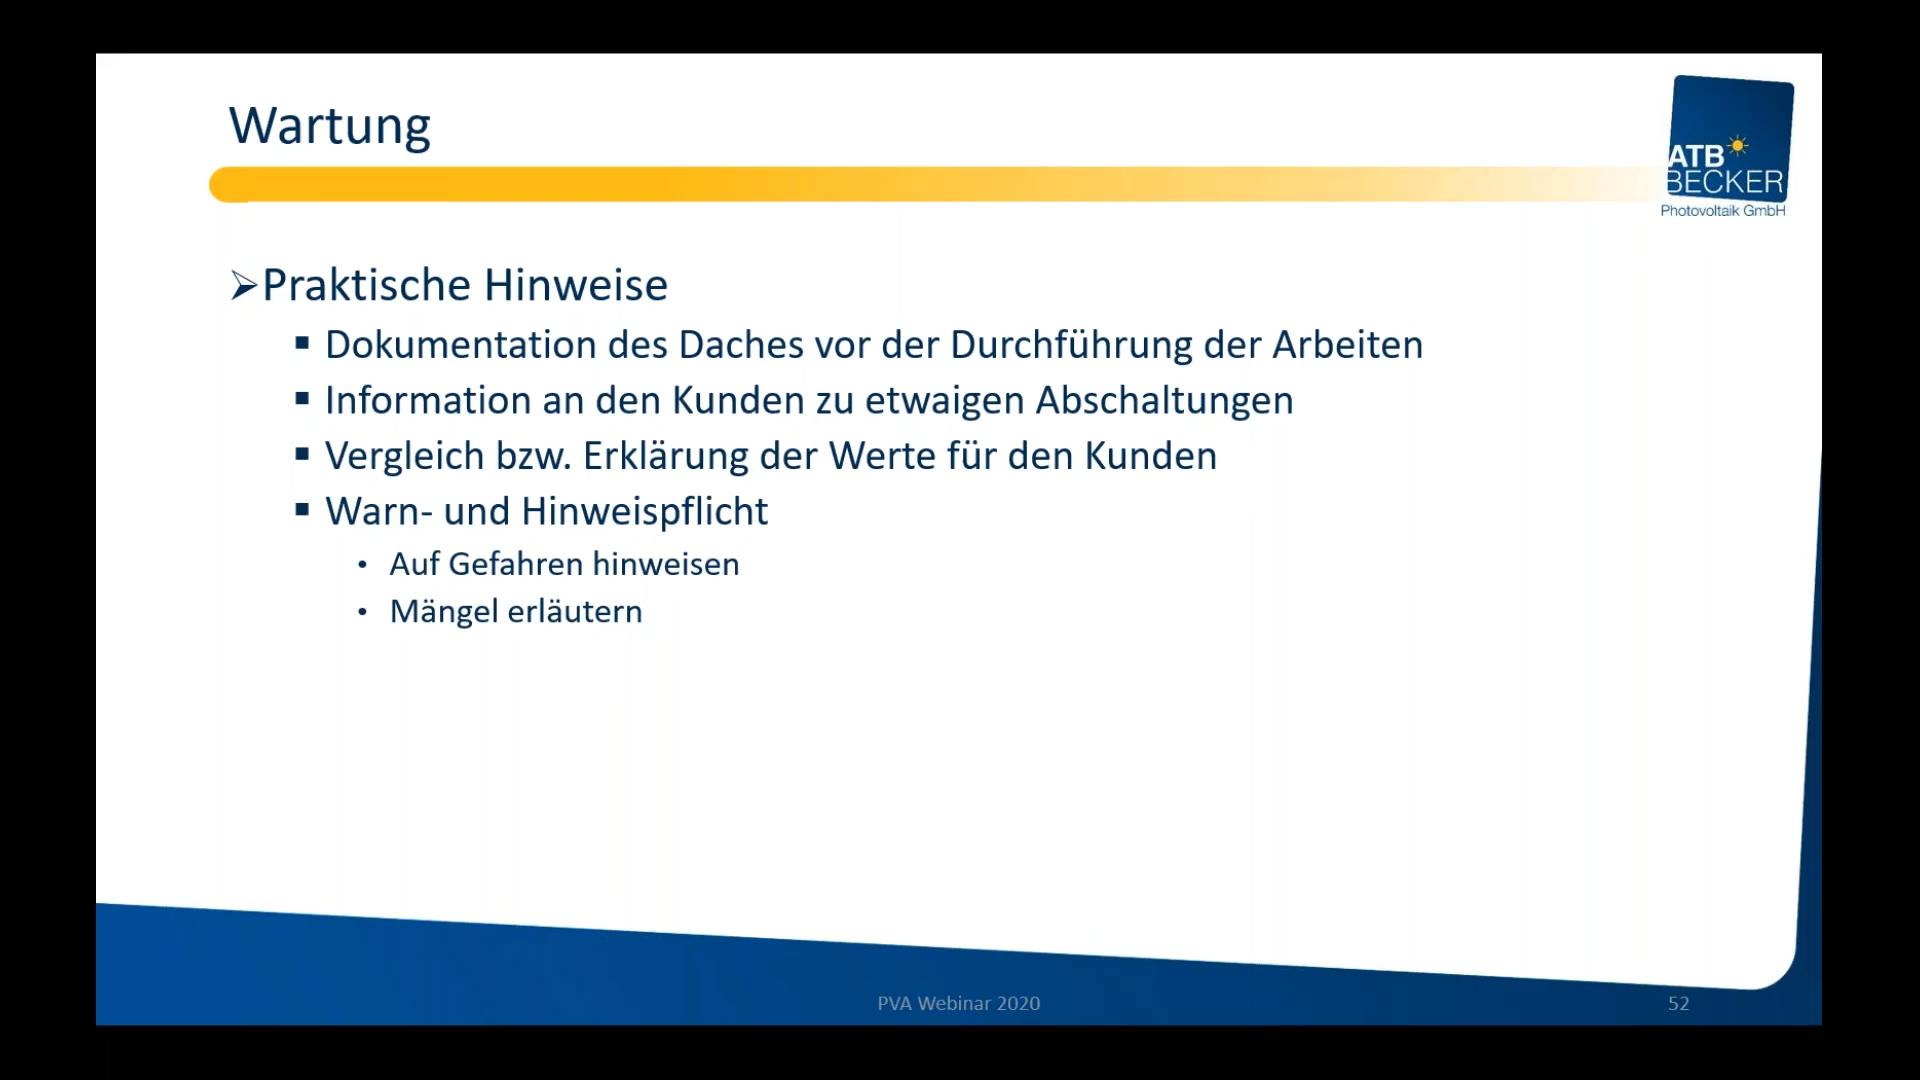 Wartung
ATB
BECKER
Photovoltaik GmbH
➢Praktische Hinweise
▪ Dokumentation des Daches vor der Durchführung der Arbeiten
▪ Information an den Kunden zu etwaigen Abschaltungen
▪ Vergleich bzw. Erklärung der Werte für den Kunden
▪ Warn- und Hinweispflicht
• Auf Gefahren hinweisen
• Mängel erläutern
PVA Webinar 2020
52